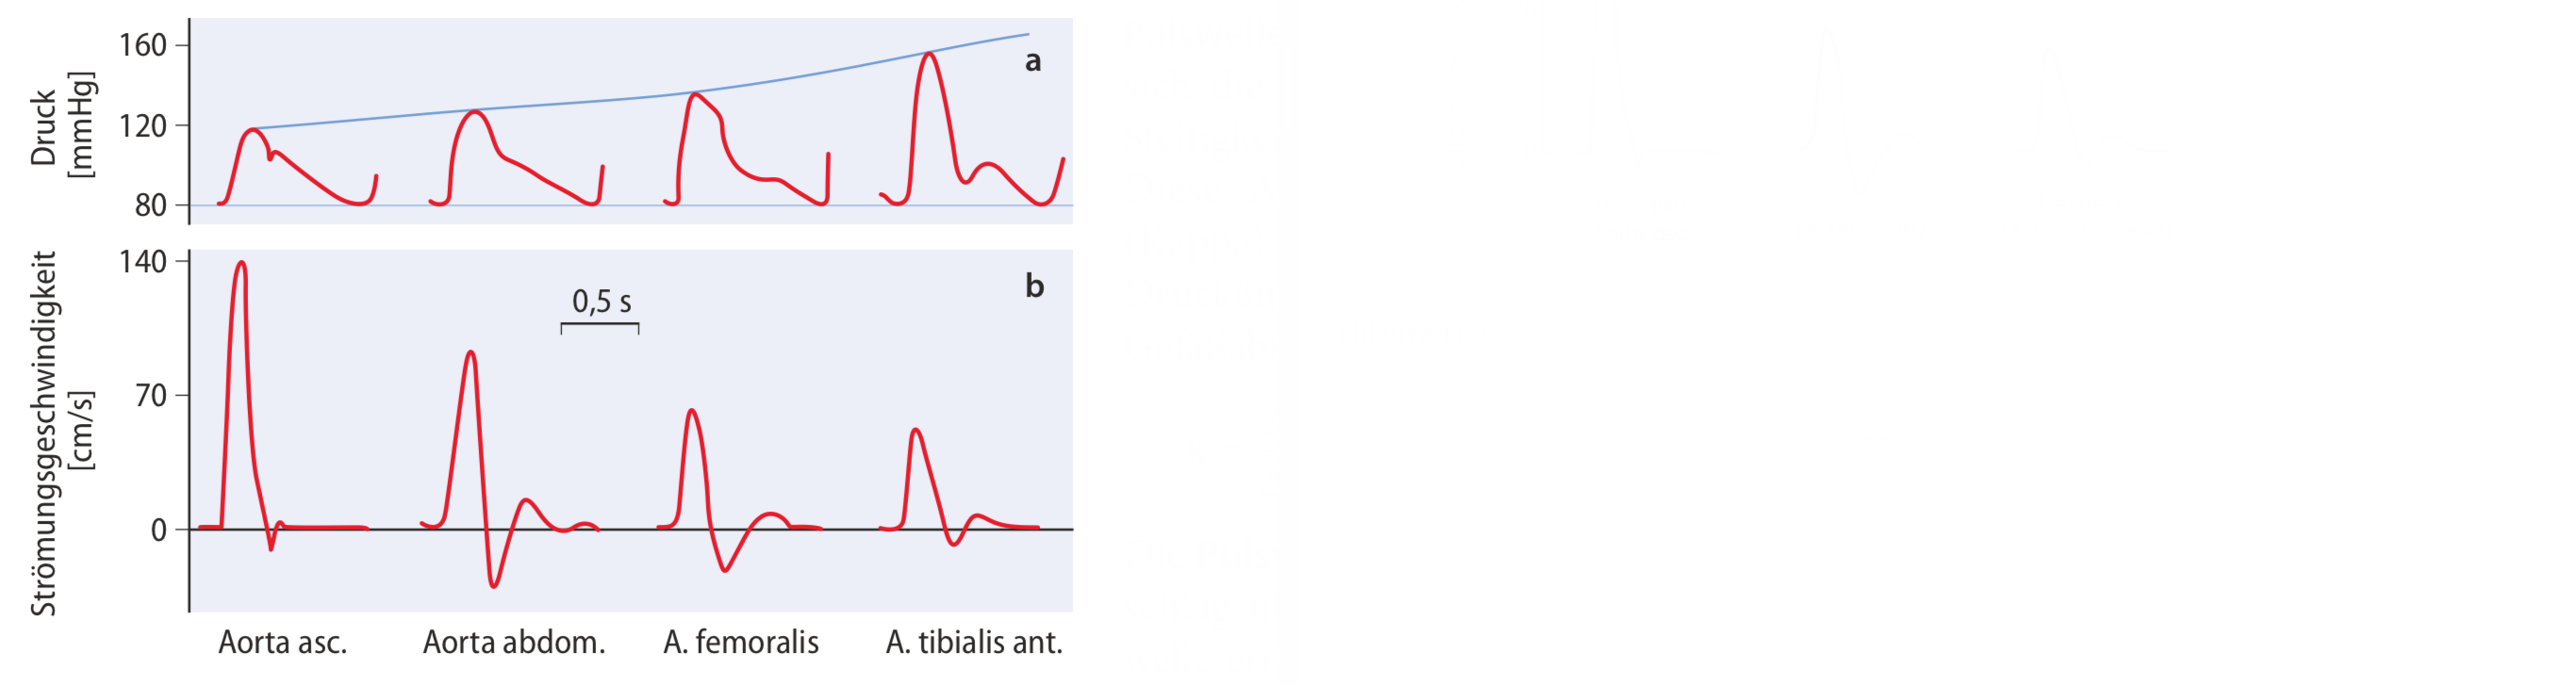 Druck
[mmHg]
160
120
80
a
Strömungsgeschwindigkeit
[cm/s]
140
70
0
0,5 s
b
Aorta asc.
Aorta abdom.
A. femoralis
A. tibialis ant.